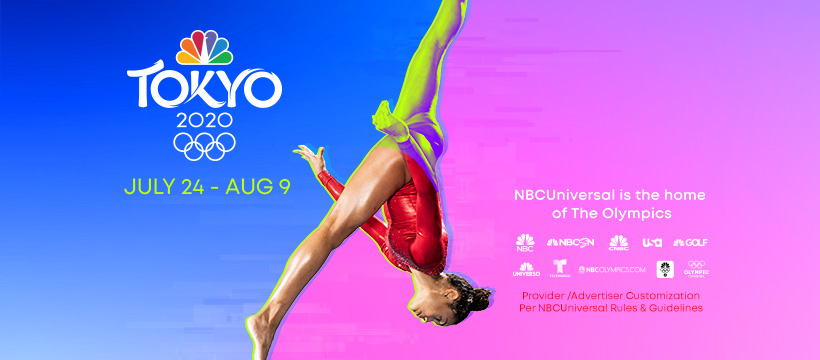 TOKYO
2020
JULY 24 - AUG 9
NBCUniversal is the home
of The Olympics
NBC NBCSN CNBC USA GOLF
UNIVERSO TELEMUNDO NBCOLYMPICS.COM OLYMPIC CHANNEL
Provider /Advertiser Customization
Per NBCUniversal Rules & Guidelines